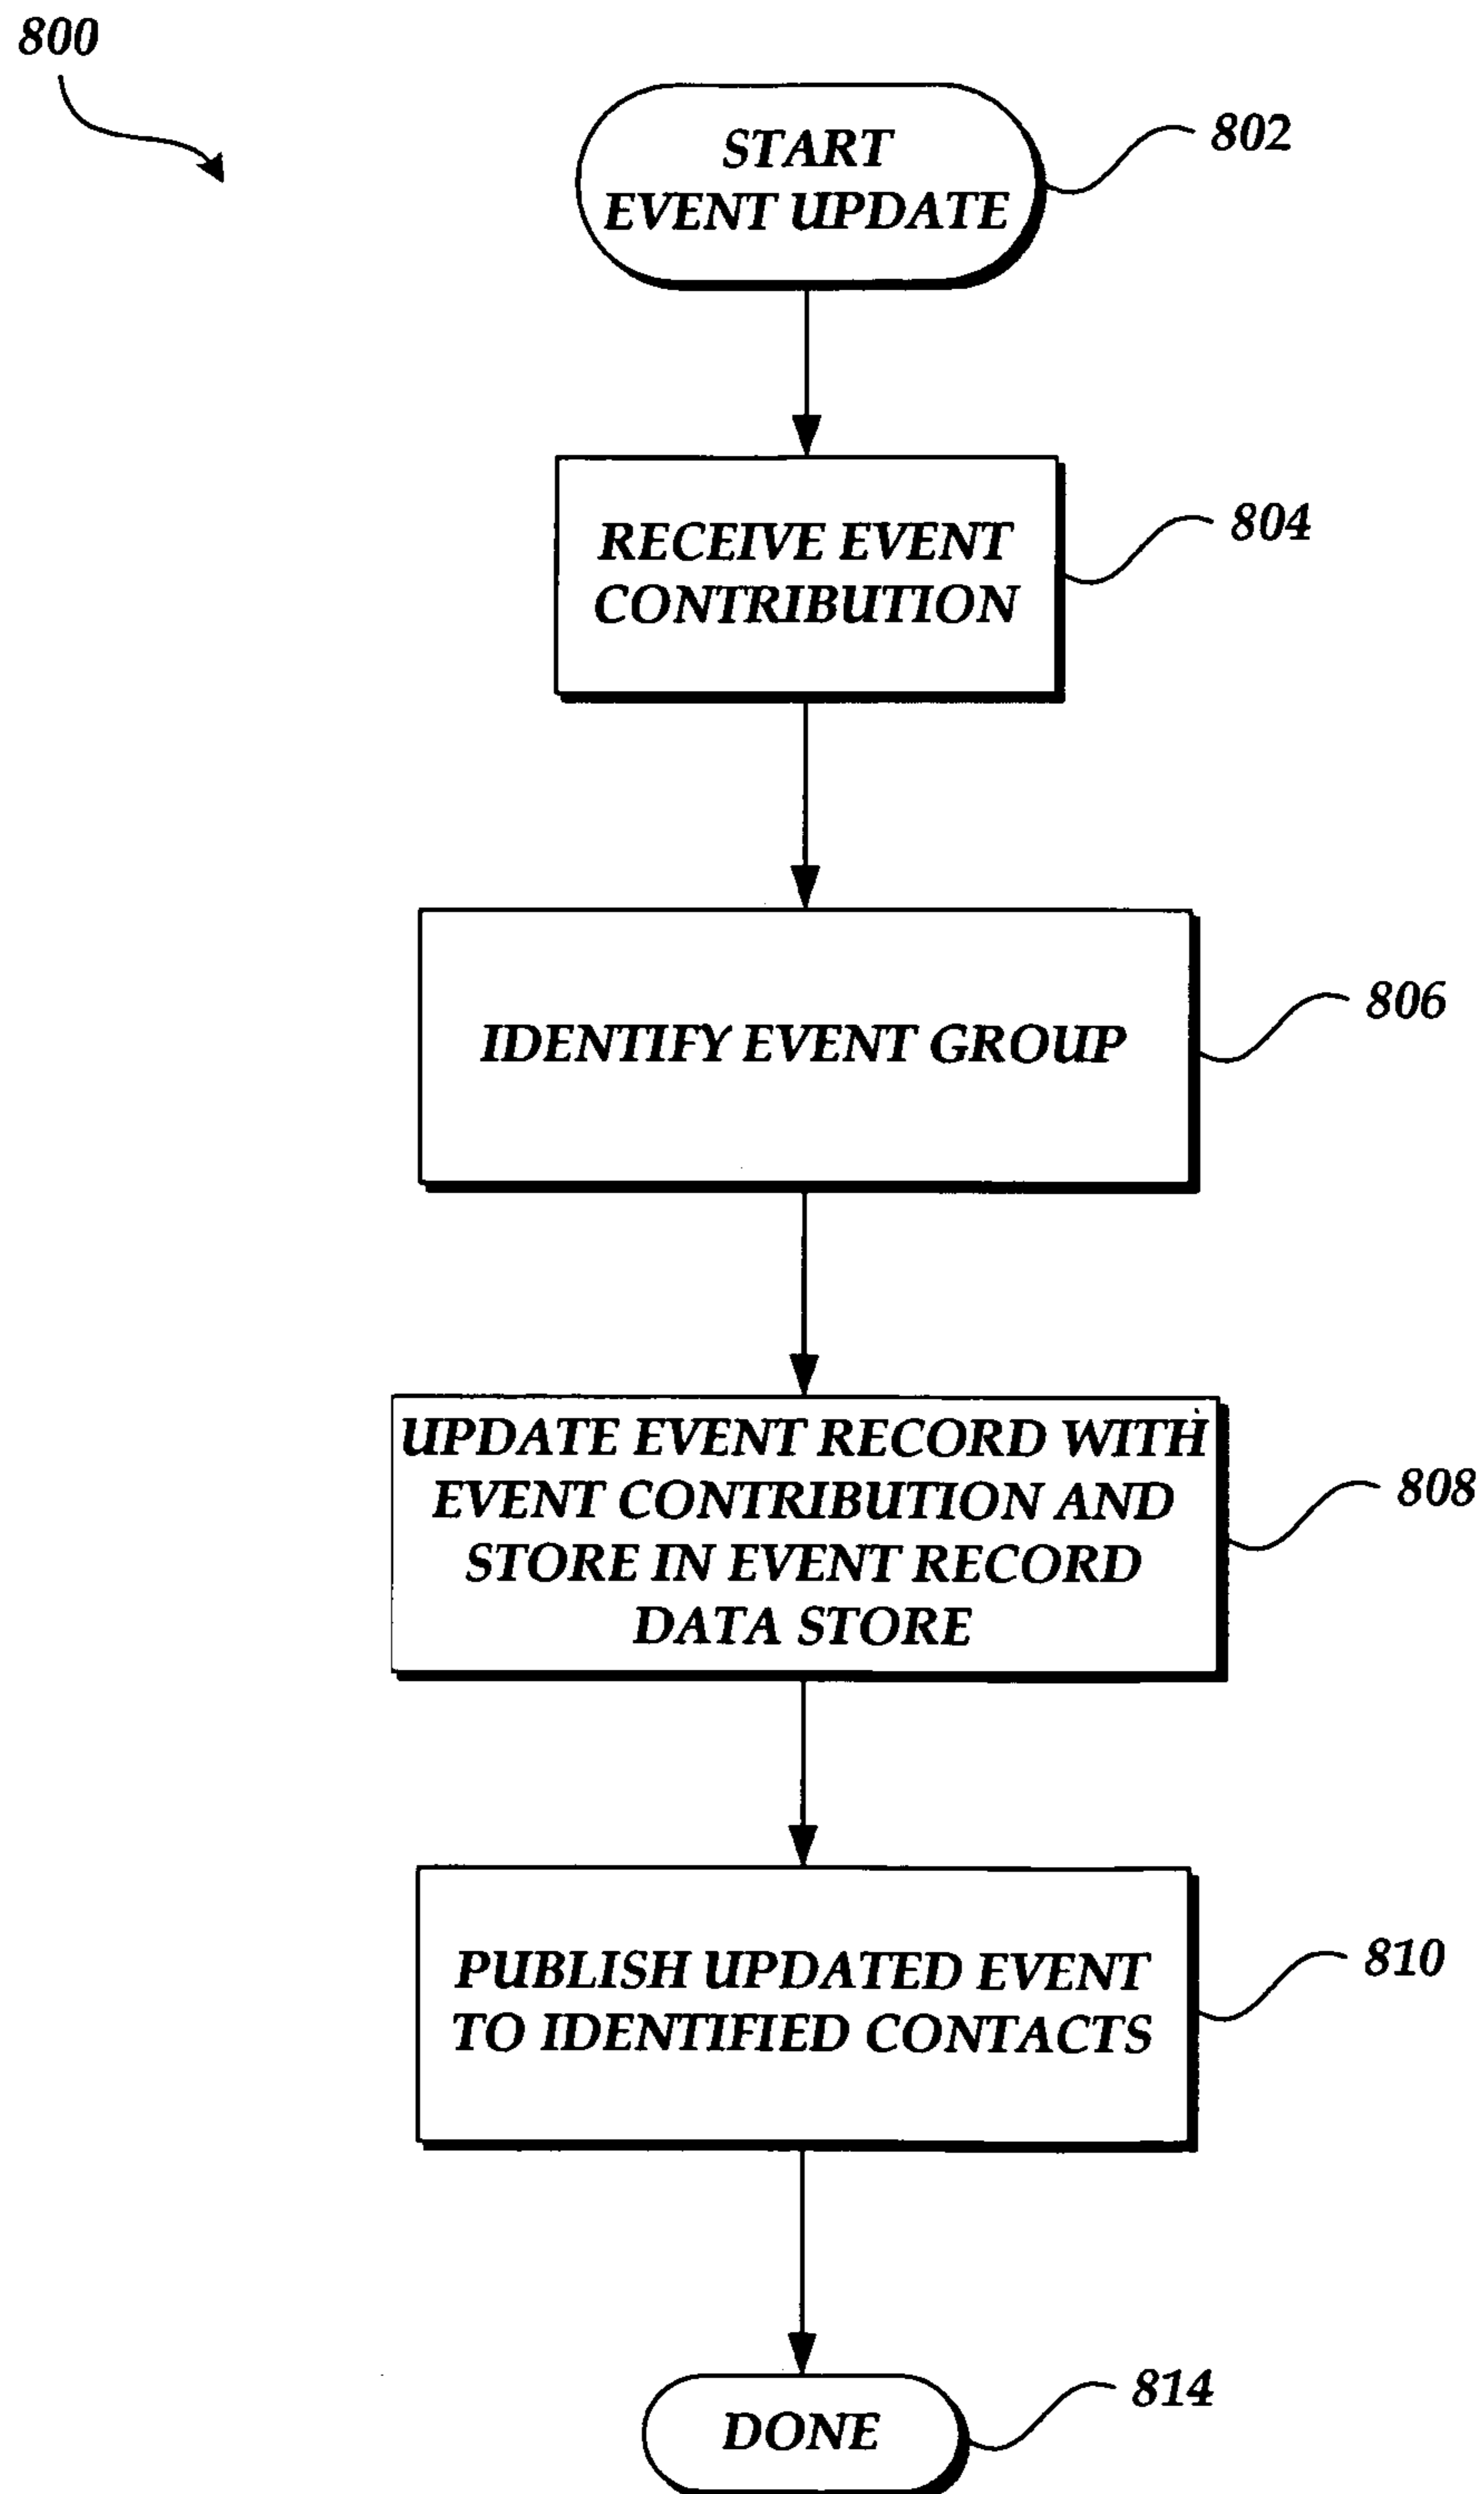 800
START
EVENT UPDATE
802
RECEIVE EVENT
CONTRIBUTION
804
IDENTIFY EVENT GROUP
806
UPDATE EVENT RECORD WITH
EVENT CONTRIBUTION AND
STORE IN EVENT RECORD
DATA STORE
808
PUBLISH UPDATED EVENT
TO IDENTIFIED CONTACTS
810
DONE
814